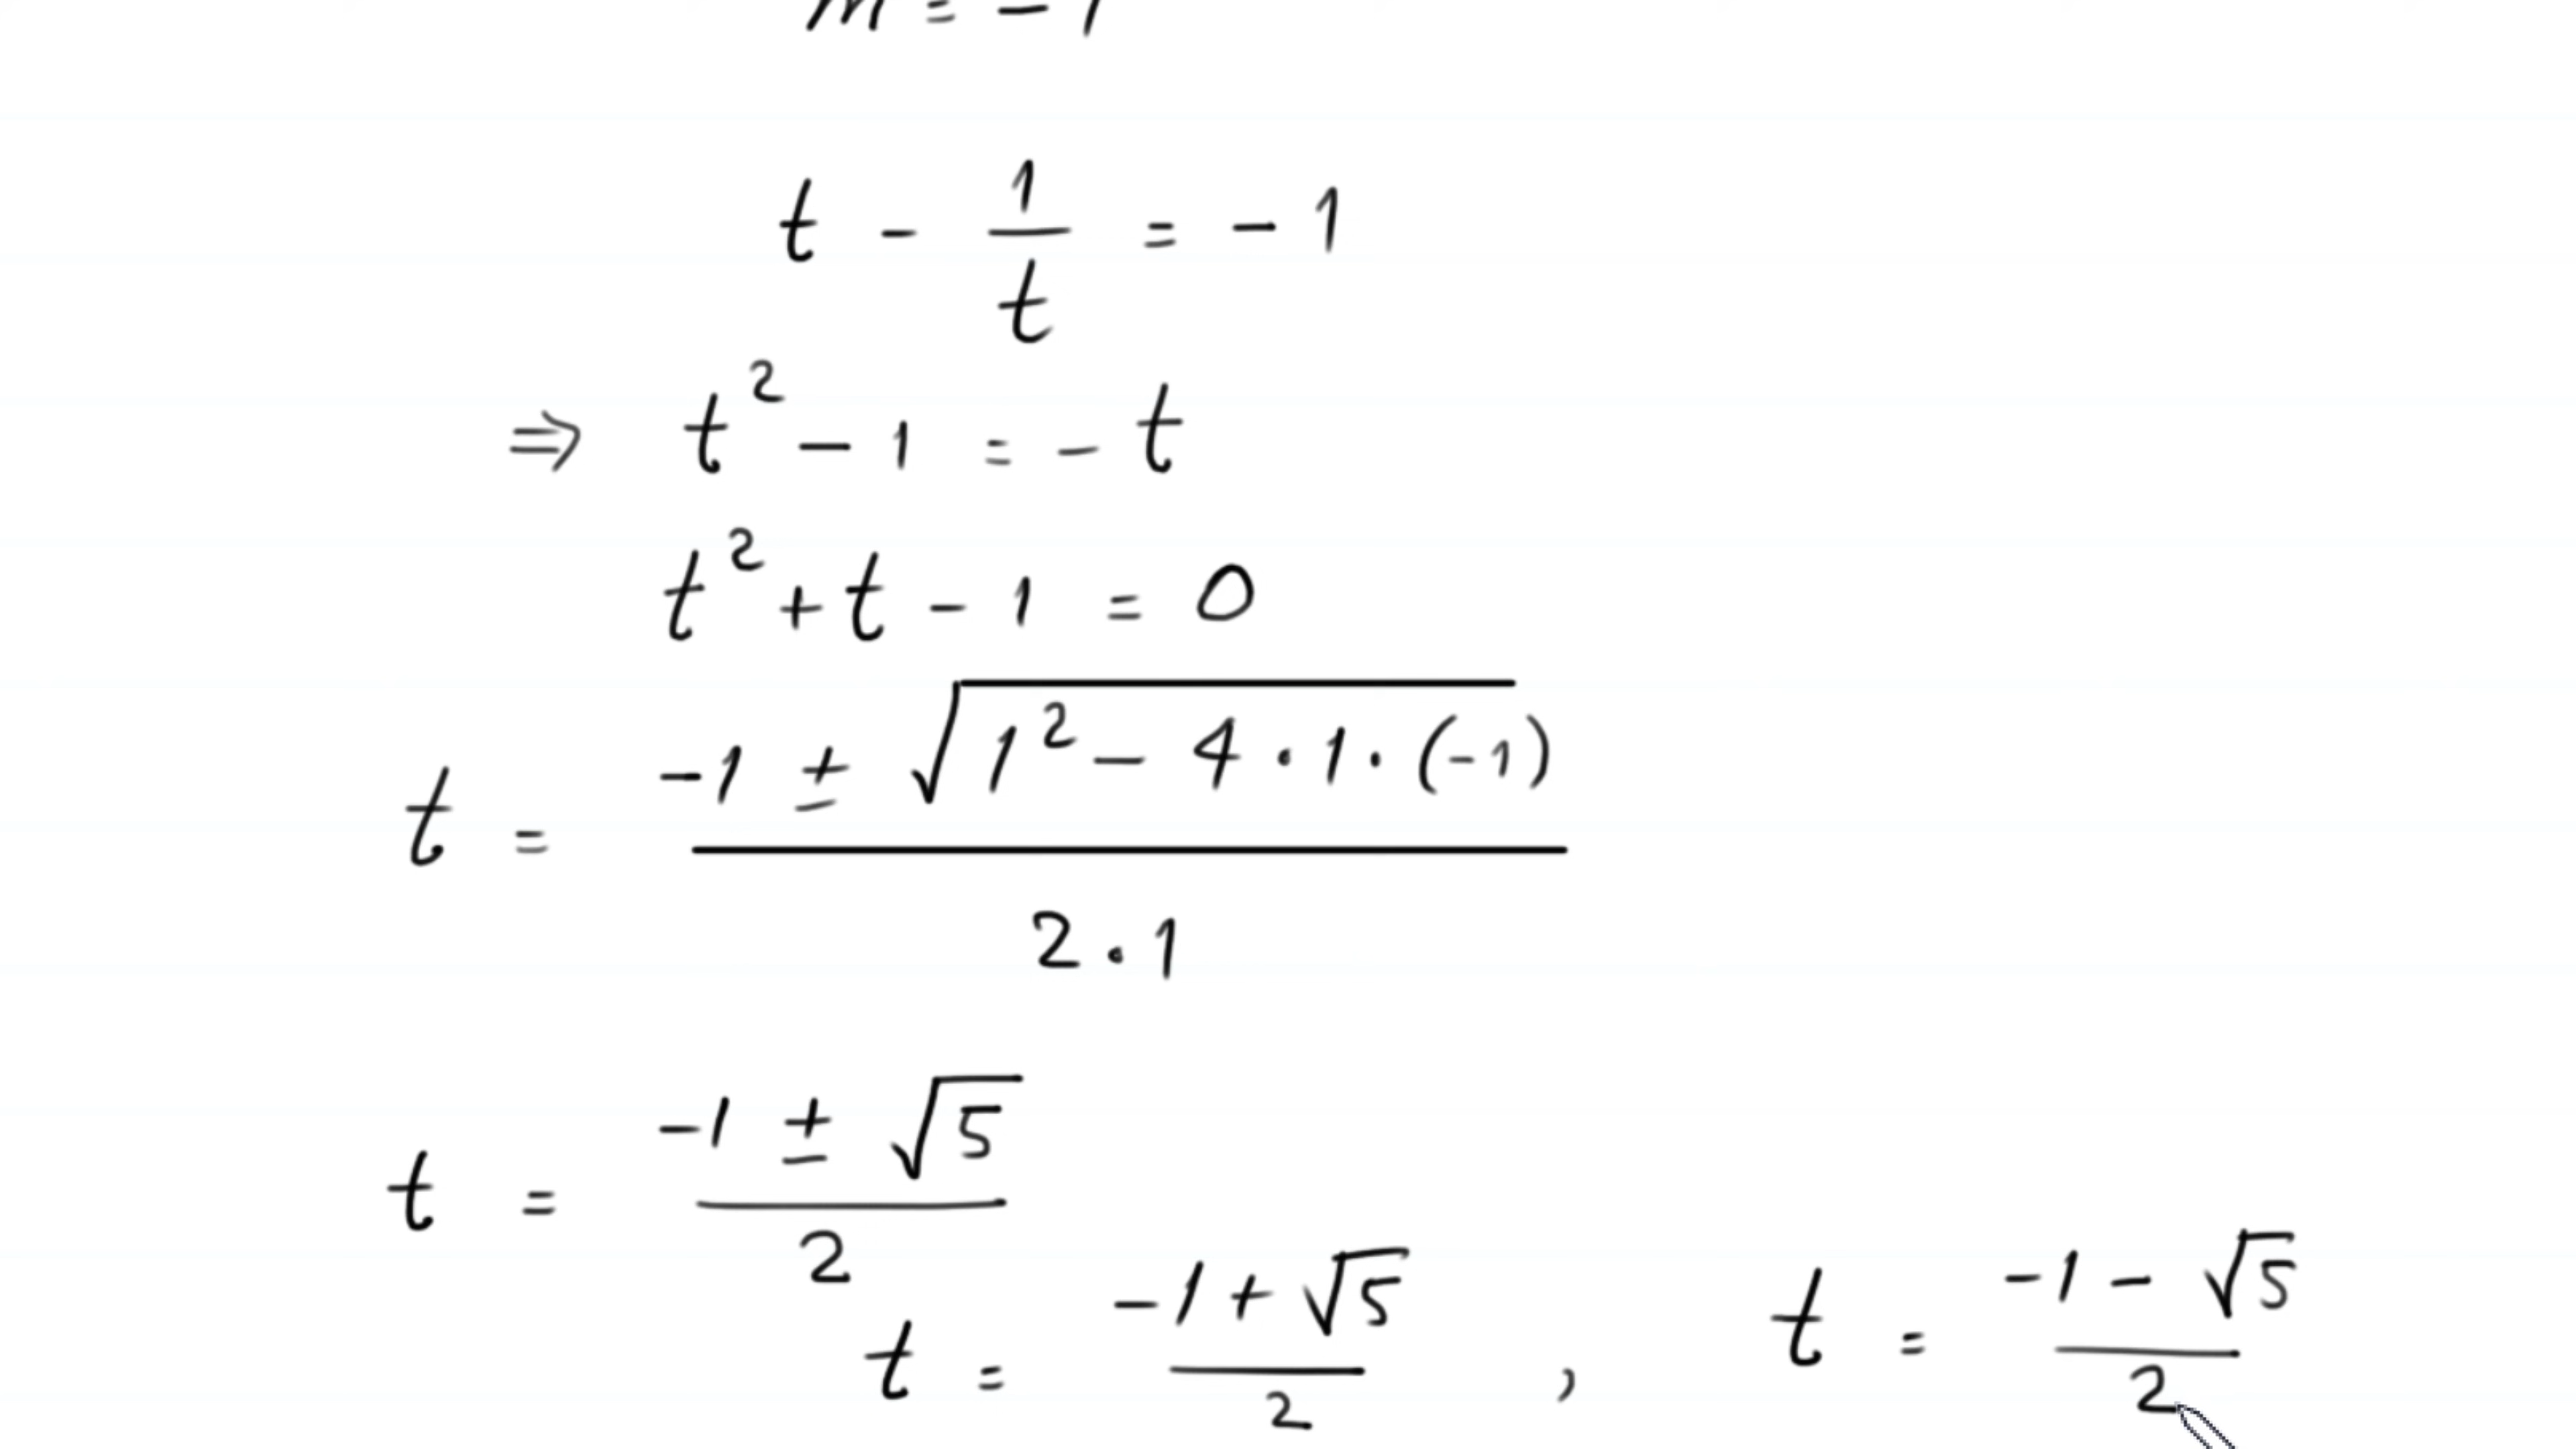 m = - 1
t - 1/t = - 1
⇒ t² - 1 = - t
t² + t - 1 = 0
t = (-1 ± √(1² - 4 · 1 · (-1))) / (2 · 1)
t = (-1 ± √5) / 2
t = (-1 + √5) / 2 , t = (-1 - √5) / 2